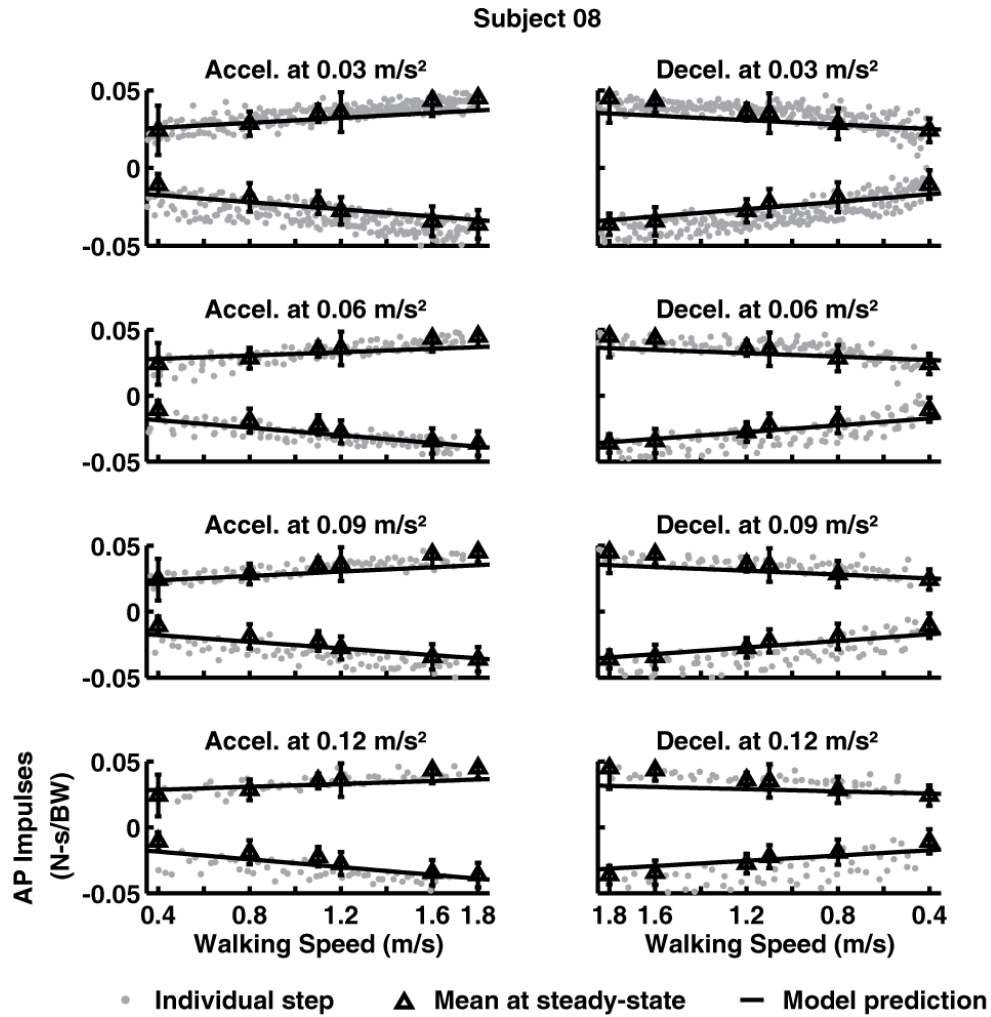 Subject 08
Accel. at 0.03 m/s²
Decel. at 0.03 m/s²
0.05
0
-0.05
Accel. at 0.06 m/s²
Decel. at 0.06 m/s²
0.05
0
-0.05
Accel. at 0.09 m/s²
Decel. at 0.09 m/s²
0.05
0
-0.05
Accel. at 0.12 m/s²
Decel. at 0.12 m/s²
0.05
0
-0.05
AP Impulses
(N-s/BW)
0.4 0.8 1.2 1.6 1.8
1.8 1.6 1.2 0.8 0.4
Walking Speed (m/s)
Walking Speed (m/s)
Individual step
Mean at steady-state
Model prediction